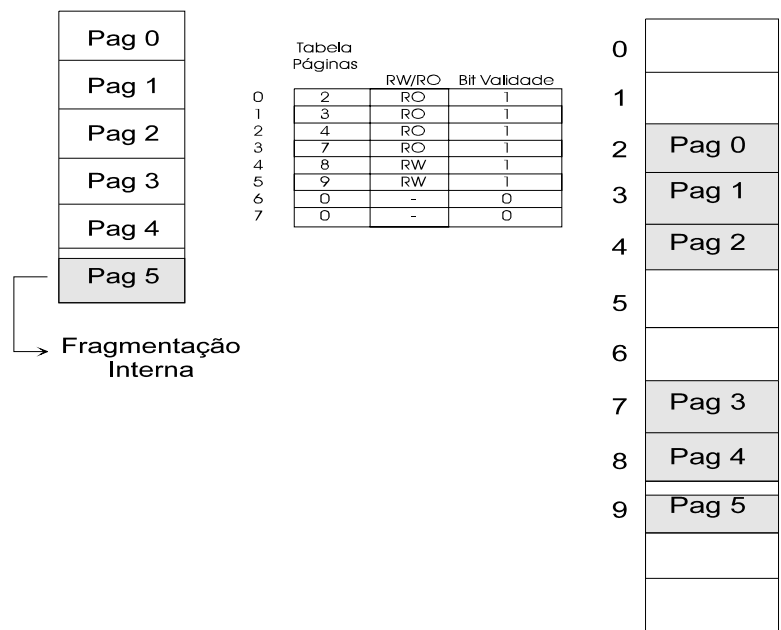 Pag 0
Pag 1
Pag 2
Pag 3
Pag 4
Pag 5
Fragmentação
Interna
Tabela
Páginas
RW/RO Bit Validade
0 2 RO 1
1 3 RO 1
2 4 RO 1
3 7 RO 1
4 8 RW 1
5 9 RW 1
6 0 - 0
7 0 - 0
0
1
2 Pag 0
3 Pag 1
4 Pag 2
5
6
7 Pag 3
8 Pag 4
9 Pag 5